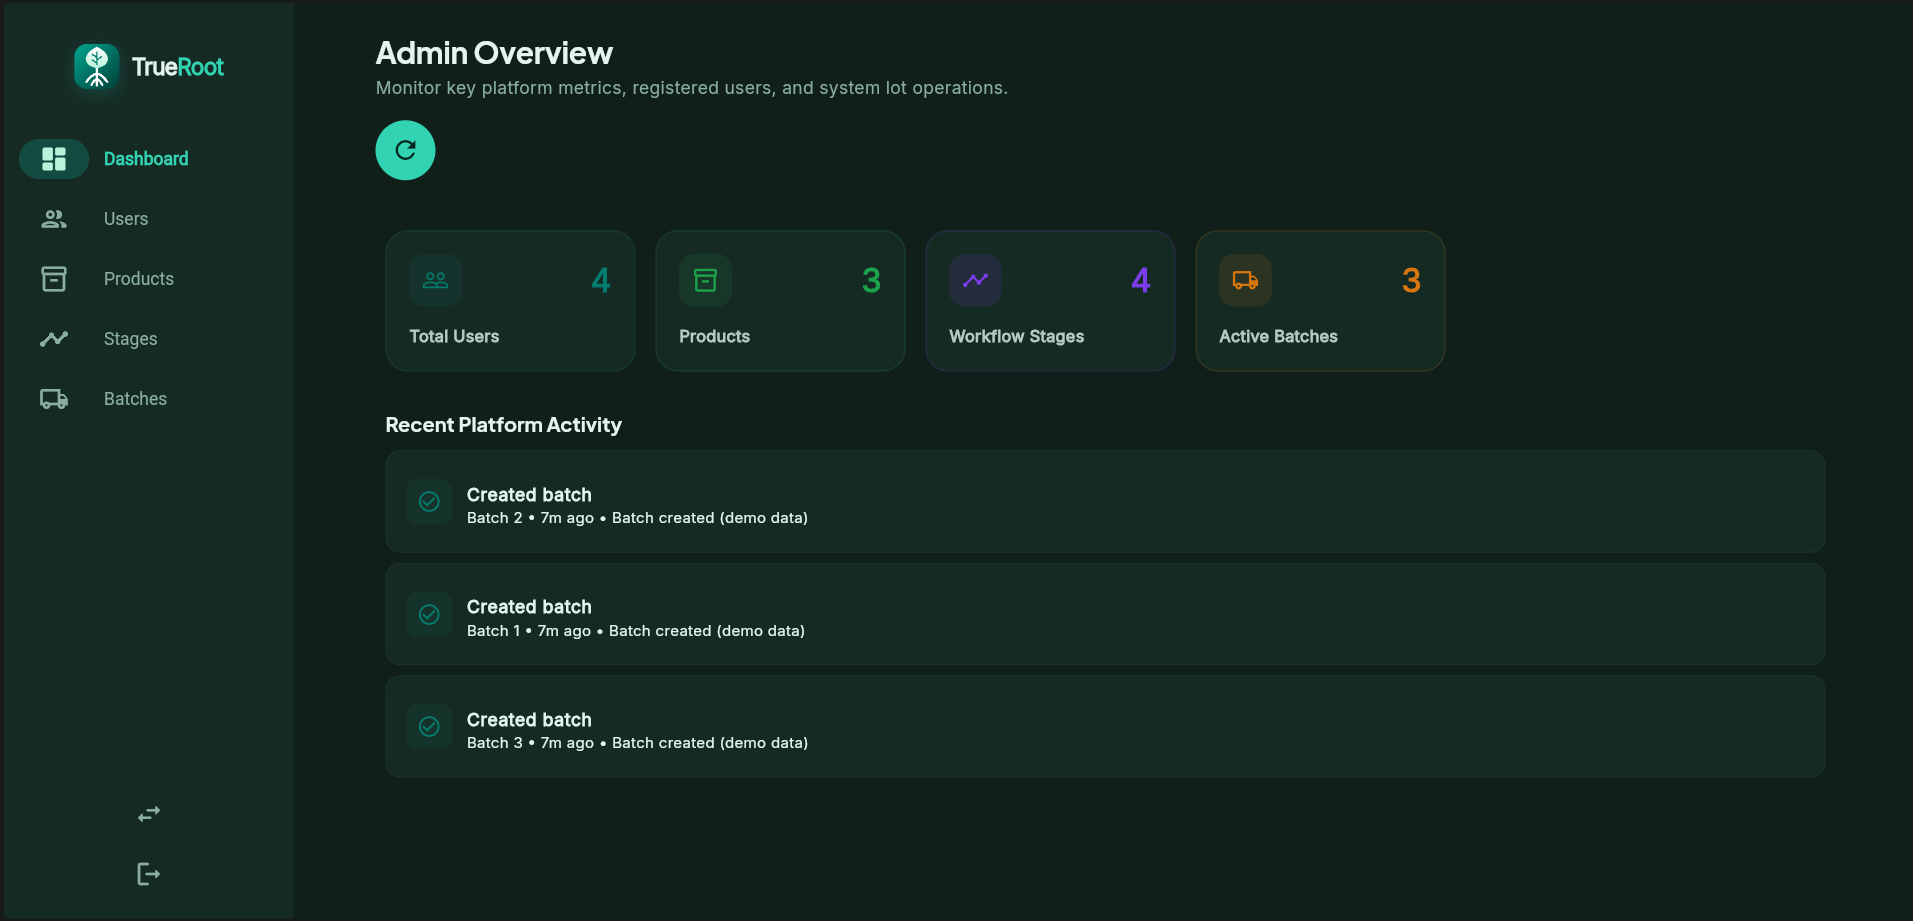 TrueRoot
Dashboard
Users
Products
Stages
Batches
Admin Overview
Monitor key platform metrics, registered users, and system lot operations.
4
Total Users
3
Products
4
Workflow Stages
3
Active Batches
Recent Platform Activity
Created batch
Batch 2 • 7m ago • Batch created (demo data)
Created batch
Batch 1 • 7m ago • Batch created (demo data)
Created batch
Batch 3 • 7m ago • Batch created (demo data)